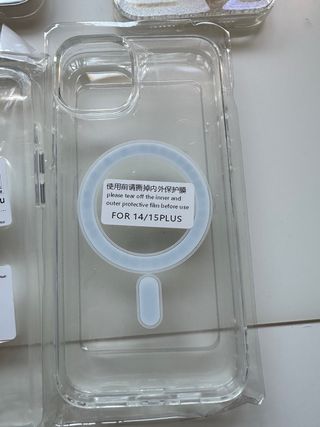 使用前请撕掉内外保护膜
please tear off the inner and
outer protective film before use
FOR 14/15PLUS